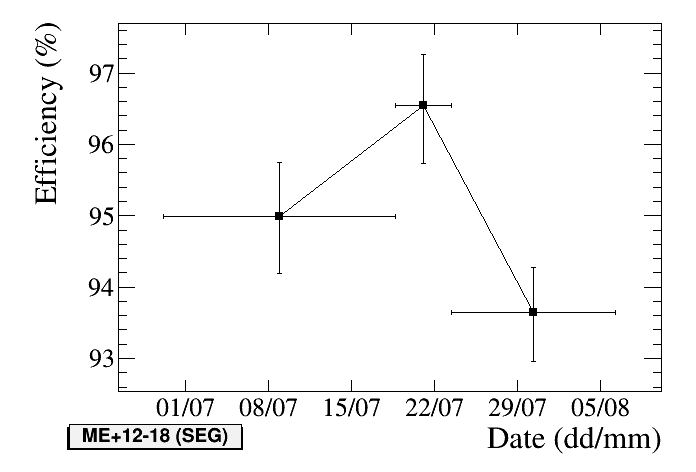 Efficiency (%)
97
96
95
94
93
01/07 08/07 15/07 22/07 29/07 05/08
ME+12-18 (SEG)
Date (dd/mm)